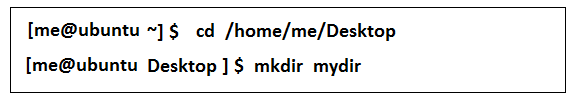 [me@ubuntu ~] $ cd /home/me/Desktop
[me@ubuntu Desktop ] $ mkdir mydir